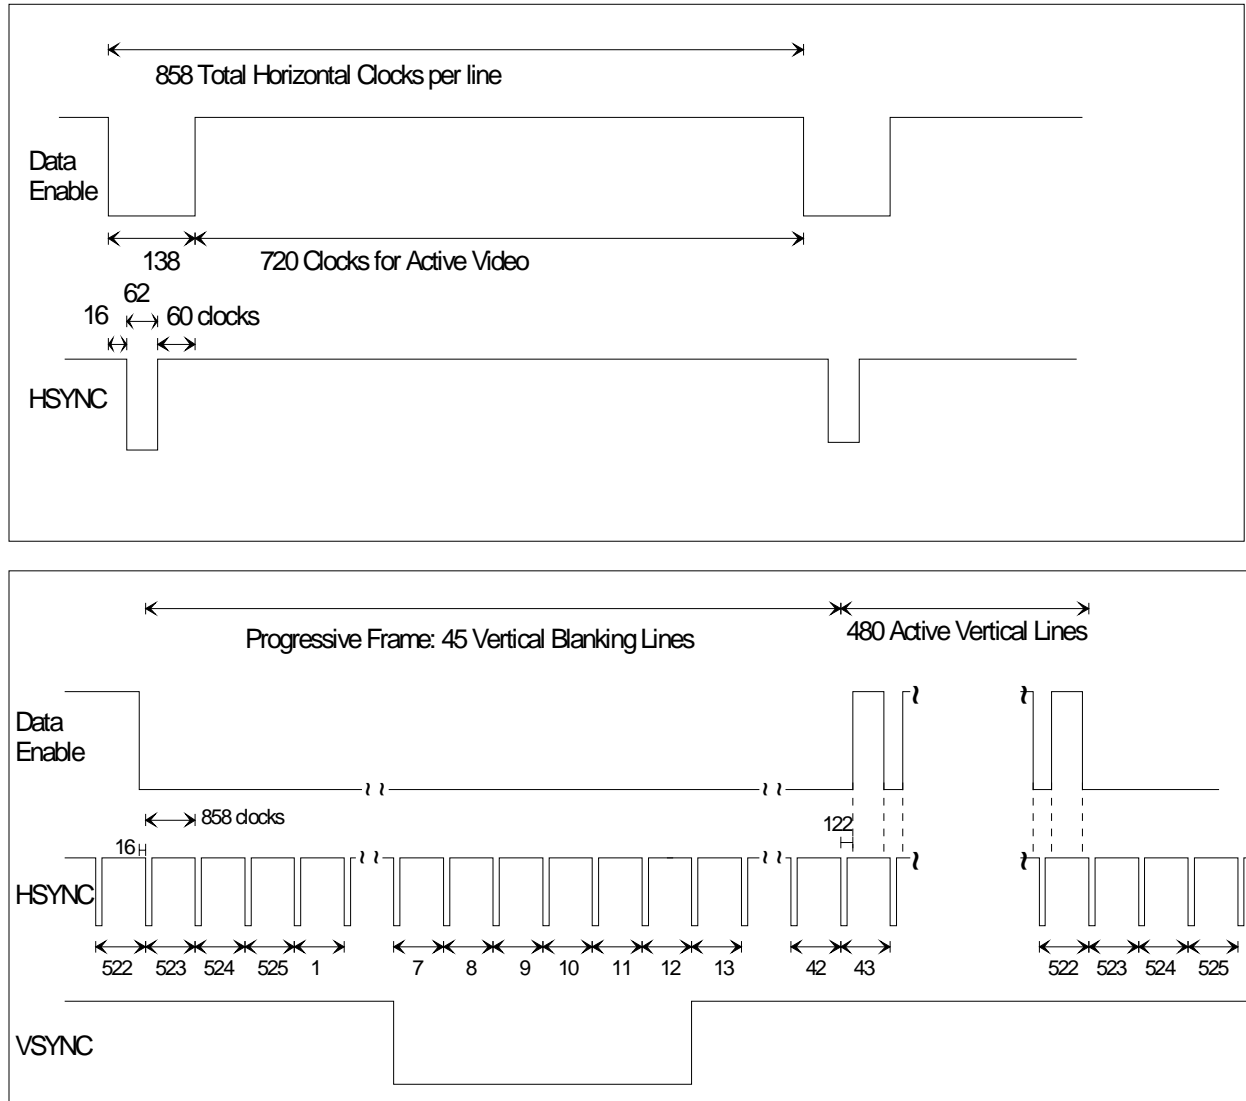 858 Total Horizontal Clocks per line
Data
Enable
138
720 Clocks for Active Video
62
16
60 clocks
HSYNC
Progressive Frame: 45 Vertical Blanking Lines
480 Active Vertical Lines
Data
Enable
858 clocks
122
16
HSYNC
522 523 524 525 1 7 8 9 10 11 12 13 42 43 522 523 524 525
VSYNC